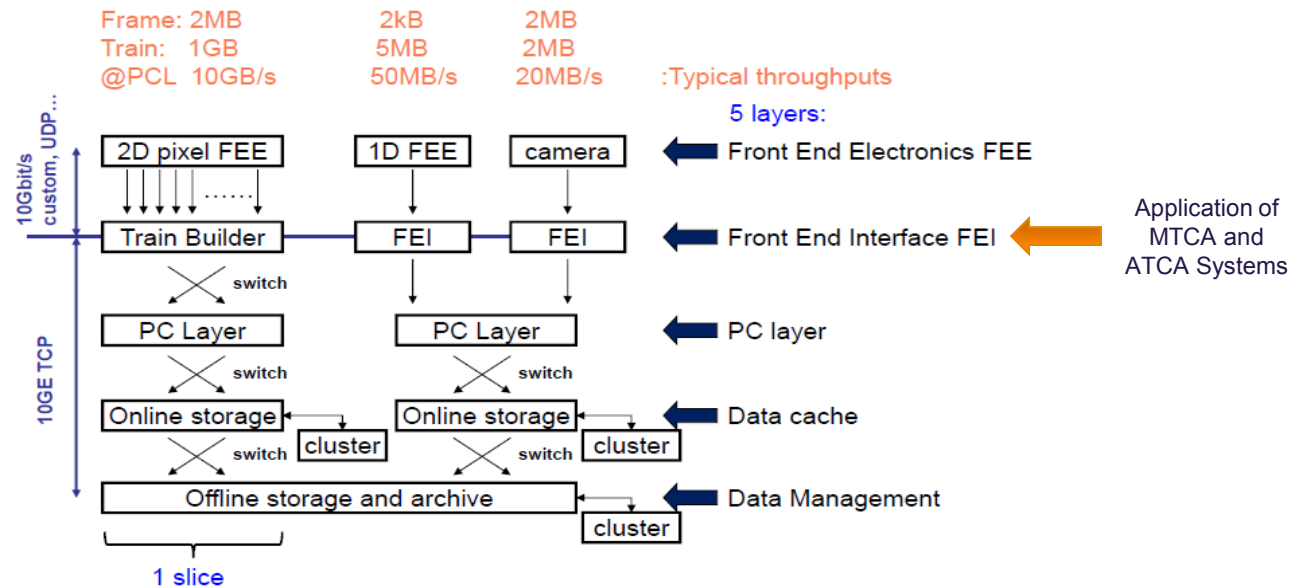 Frame: 2MB 2kB 2MB
Train: 1GB 5MB 2MB
@PCL 10GB/s 50MB/s 20MB/s :Typical throughputs
5 layers:
10Gbit/s
custom, UDP...
2D pixel FEE 1D FEE camera Front End Electronics FEE
......
Train Builder FEI FEI Front End Interface FEI
Application of
MTCA and
ATCA Systems
switch
10GE TCP
PC Layer PC Layer PC layer
switch switch
Online storage Online storage Data cache
cluster cluster
switch switch
Offline storage and archive Data Management
cluster
1 slice